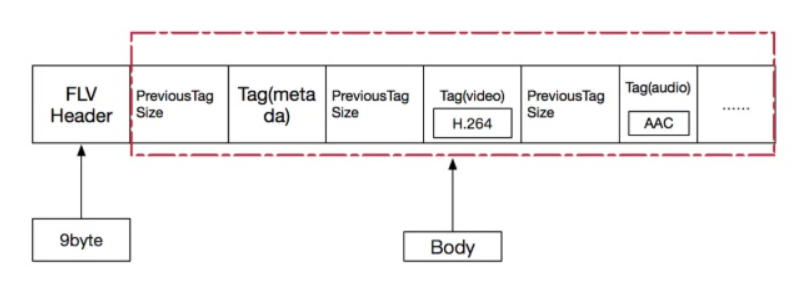 FLV
Header
PreviousTag
Size
Tag(meta
da)
PreviousTag
Size
Tag(video)
H.264
PreviousTag
Size
Tag(audio)
AAC
......
9byte
Body